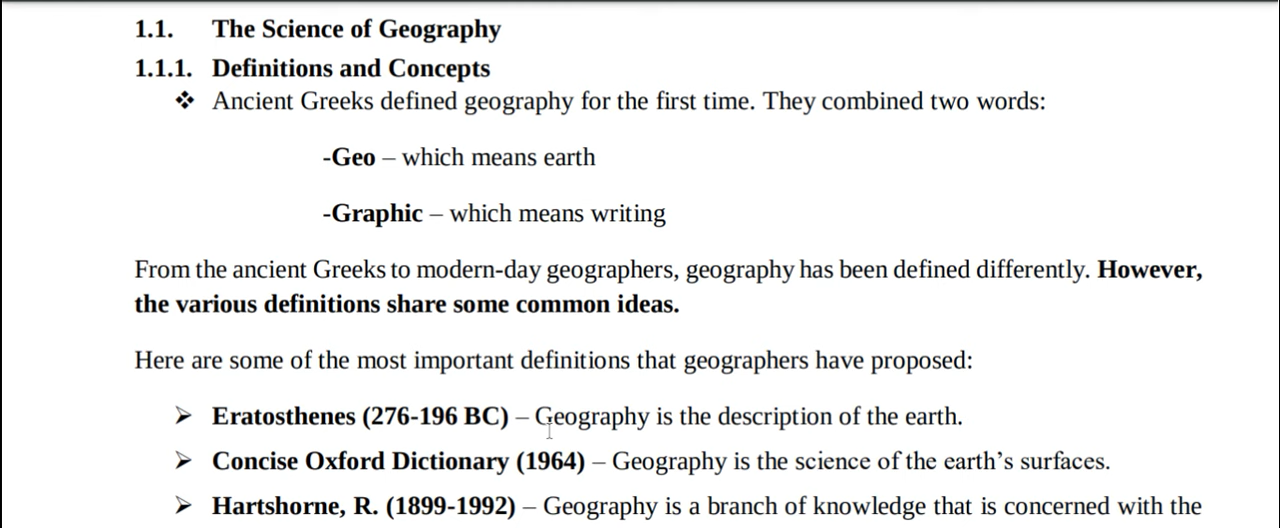 1.1. The Science of Geography
1.1.1. Definitions and Concepts
❖ Ancient Greeks defined geography for the first time. They combined two words:
-Geo – which means earth
-Graphic – which means writing
From the ancient Greeks to modern-day geographers, geography has been defined differently. However,
the various definitions share some common ideas.
Here are some of the most important definitions that geographers have proposed:
➢ Eratosthenes (276-196 BC) – Geography is the description of the earth.
➢ Concise Oxford Dictionary (1964) – Geography is the science of the earth’s surfaces.
➢ Hartshorne, R. (1899-1992) – Geography is a branch of knowledge that is concerned with the